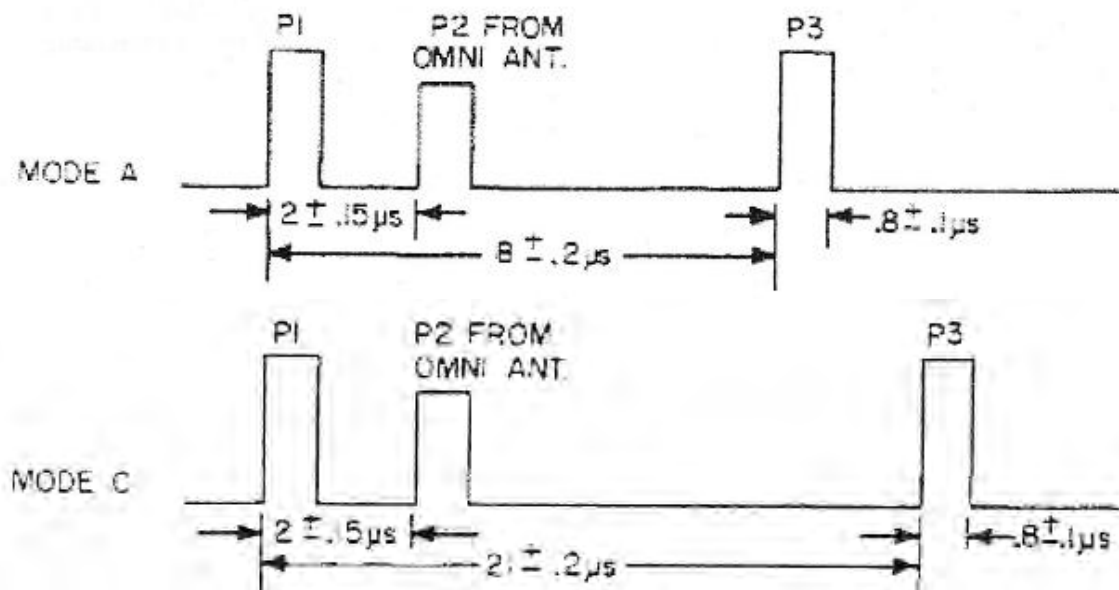 P1
P2 FROM
OMNI ANT.
P3
MODE A
2 ± .15µs
.8 ± .1µs
8 ± .2µs
P1
P2 FROM
OMNI ANT.
P3
MODE C
2 ± .15µs
.8 ± .1µs
21 ± .2µs